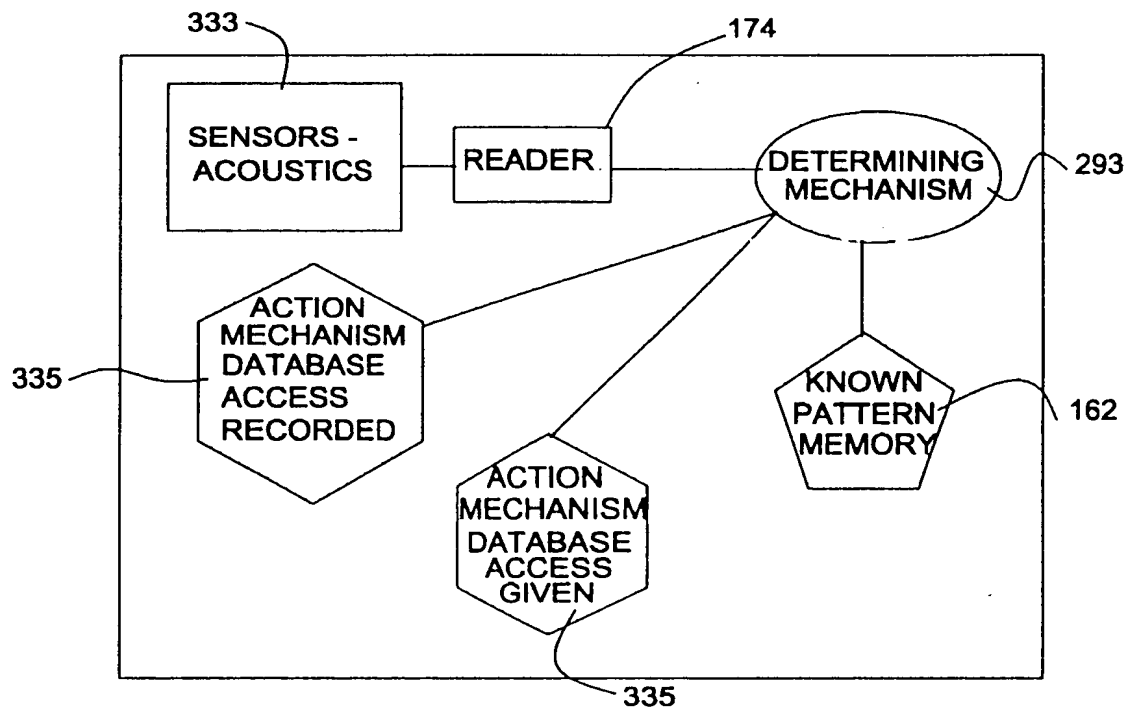 333
174
SENSORS -
ACOUSTICS
READER
DETERMINING
MECHANISM
293
ACTION
MECHANISM
DATABASE
ACCESS
RECORDED
335
KNOWN
PATTERN
MEMORY
162
ACTION
MECHANISM
DATABASE
ACCESS
GIVEN
335